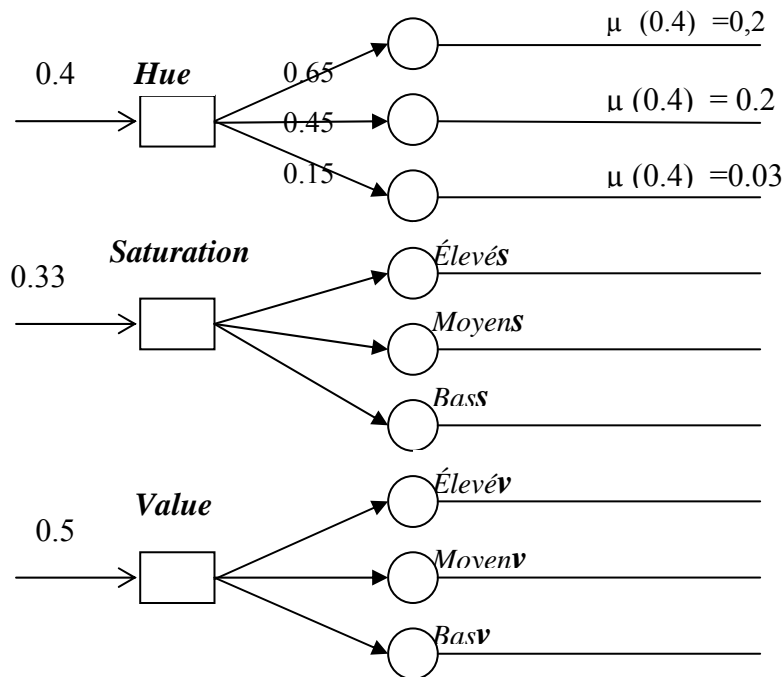 μ (0.4) =0,2
0.4 Hue 0.65
0.45 μ (0.4) = 0.2
0.15 μ (0.4) =0.03
Saturation Élevés
0.33
Moyens
Bass
Élevév
Value
0.5 Movenv
Basv